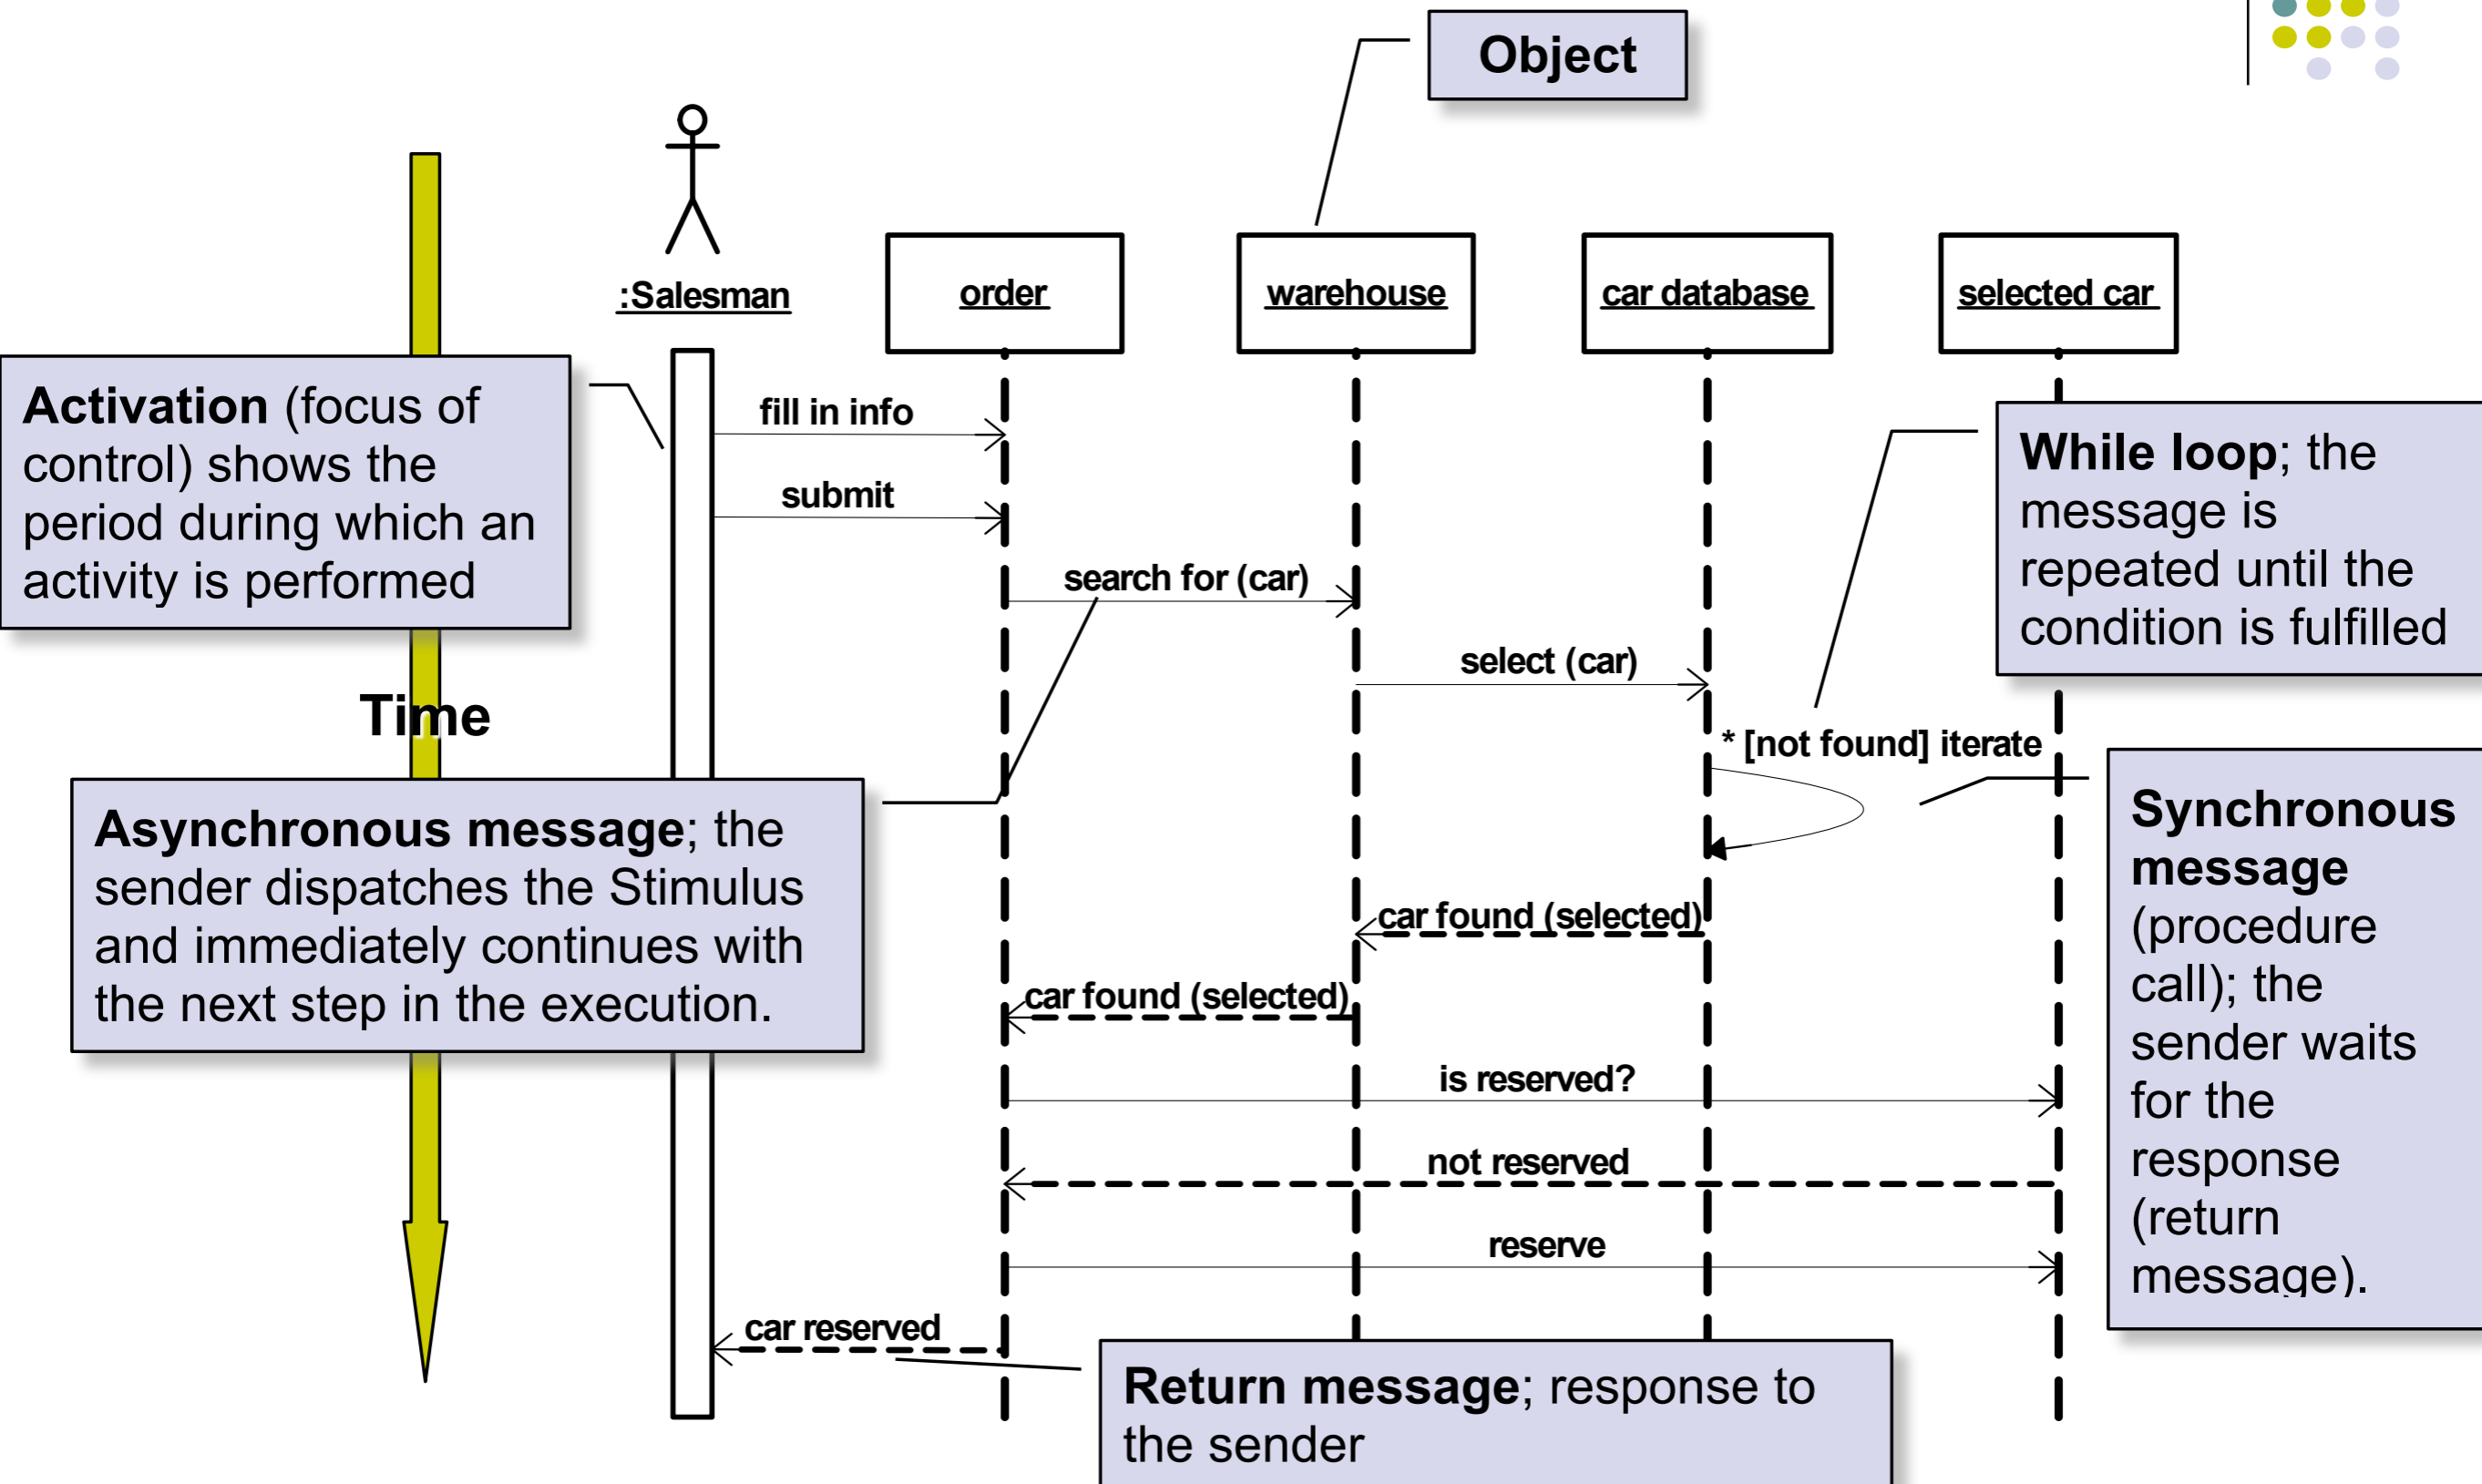 Object
:Salesman
order
warehouse
car database
selected car
Activation (focus of
control) shows the
period during which an
activity is performed
fill in info
submit
While loop; the
message is
repeated until the
condition is fulfilled
search for (car)
select (car)
Time
* [not found] iterate
Asynchronous message; the
sender dispatches the Stimulus
and immediately continues with
the next step in the execution.
Synchronous
message
(procedure
call); the
sender waits
for the
response
(return
message).
car found (selected)
car found (selected)
is reserved?
not reserved
reserve
car reserved
Return message; response to
the sender